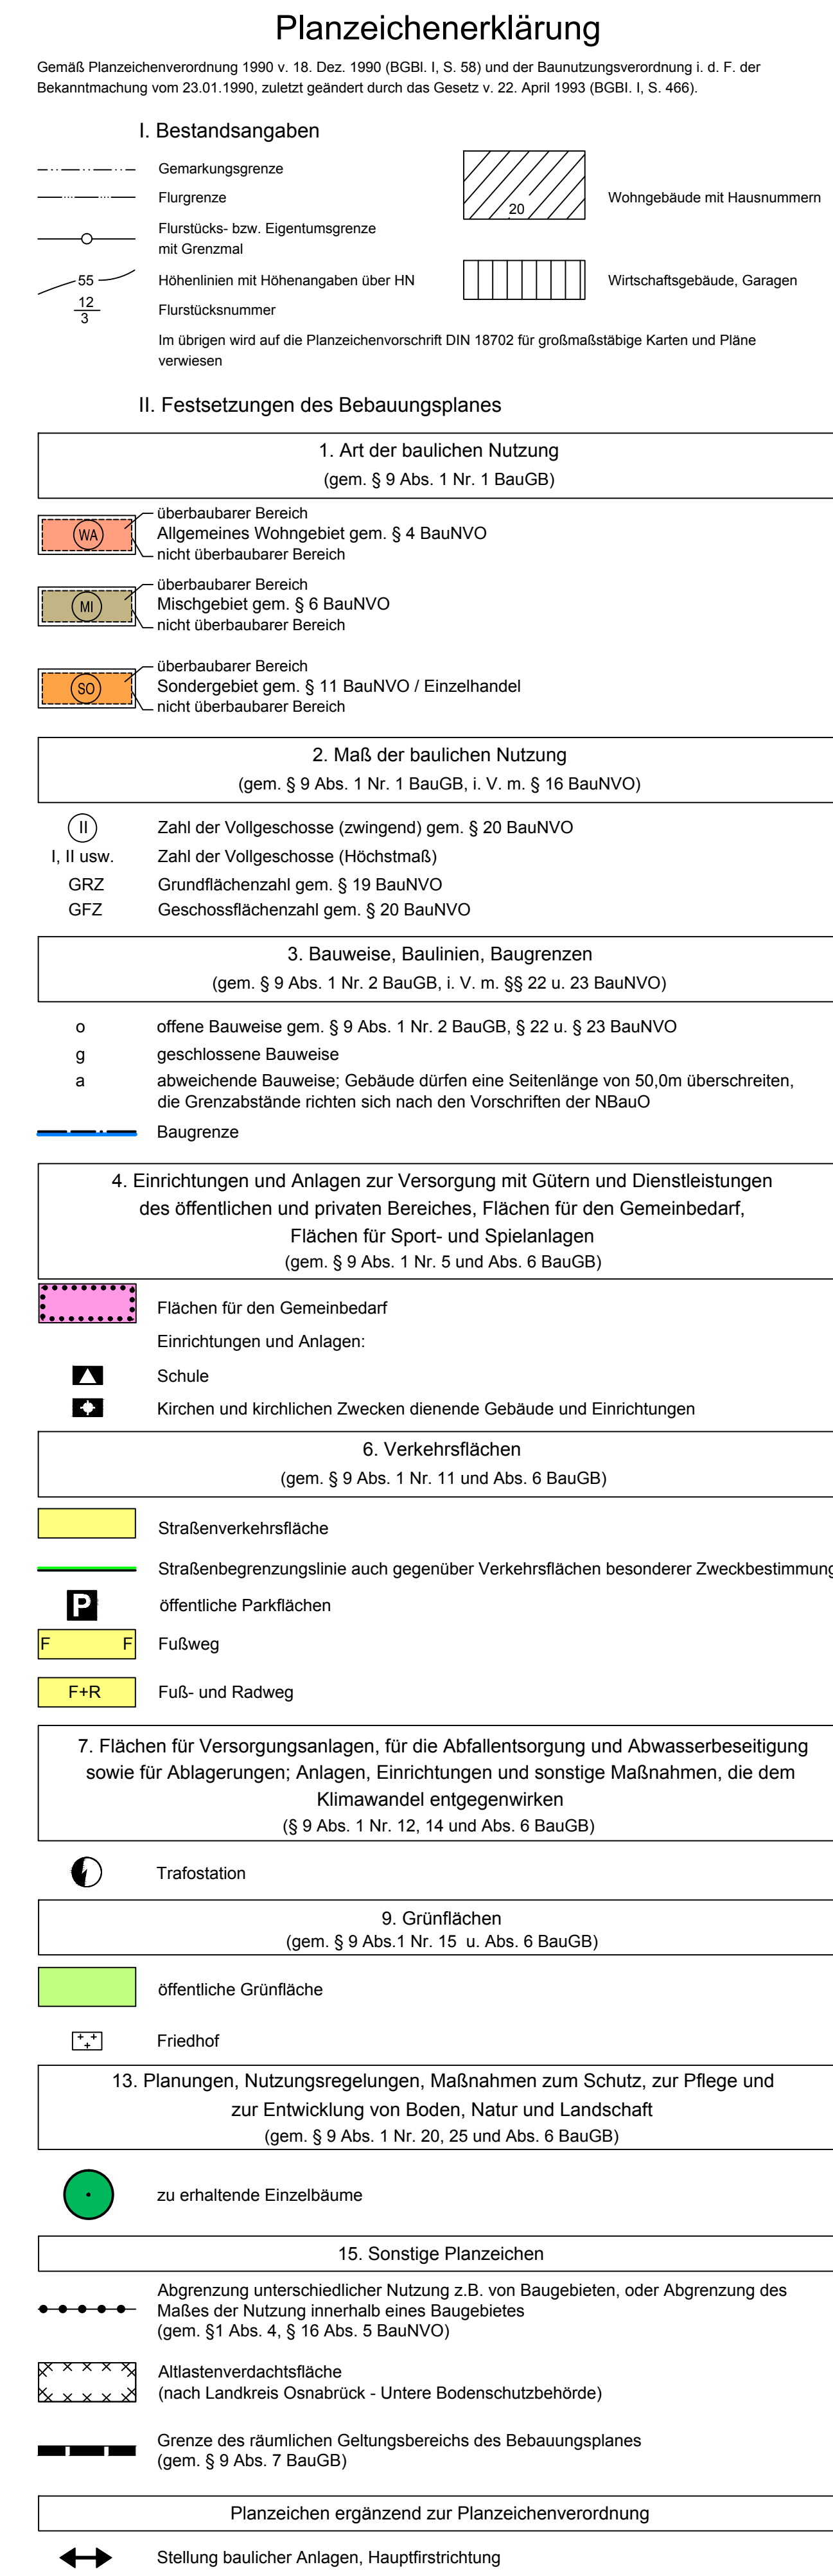 Planzeichenerklärung
Gemäß Planzeichenverordnung 1990 v. 18. Dez. 1990 (BGBl. I, S. 58) und der Baunutzungsverordnung i. d. F. der
Bekanntmachung vom 23.01.1990, zuletzt geändert durch das Gesetz v. 22. April 1993 (BGBl. I, S. 466).
I. Bestandsangaben
Gemarkungsgrenze
Flurgrenze
20
Wohngebäude mit Hausnummern
Flurstücks- bzw. Eigentumsgrenze
mit Grenzmal
55
Höhenlinien mit Höhenangaben über HN
Wirtschaftsgebäude, Garagen
12
3
Flurstücksnummer
Im übrigen wird auf die Planzeichenvorschrift DIN 18702 für großmaßstäbige Karten und Pläne
verwiesen
II. Festsetzungen des Bebauungsplanes
1. Art der baulichen Nutzung
(gem. § 9 Abs. 1 Nr. 1 BauGB)
überbaubarer Bereich
WA Allgemeines Wohngebiet gem. § 4 BauNVO
nicht überbaubarer Bereich
überbaubarer Bereich
MI Mischgebiet gem. § 6 BauNVO
nicht überbaubarer Bereich
überbaubarer Bereich
SO Sondergebiet gem. § 11 BauNVO / Einzelhandel
nicht überbaubarer Bereich
2. Maß der baulichen Nutzung
(gem. § 9 Abs. 1 Nr. 1 BauGB, i. V. m. § 16 BauNVO)
II Zahl der Vollgeschosse (zwingend) gem. § 20 BauNVO
I, II usw. Zahl der Vollgeschosse (Höchstmaß)
GRZ Grundflächenzahl gem. § 19 BauNVO
GFZ Geschossflächenzahl gem. § 20 BauNVO
3. Bauweise, Baulinien, Baugrenzen
(gem. § 9 Abs. 1 Nr. 2 BauGB, i. V. m. §§ 22 u. 23 BauNVO)
o offene Bauweise gem. § 9 Abs. 1 Nr. 2 BauGB, § 22 u. § 23 BauNVO
g geschlossene Bauweise
a abweichende Bauweise; Gebäude dürfen eine Seitenlänge von 50,0m überschreiten,
die Grenzabstände richten sich nach den Vorschriften der NBauO
Baugrenze
4. Einrichtungen und Anlagen zur Versorgung mit Gütern und Dienstleistungen
des öffentlichen und privaten Bereiches, Flächen für den Gemeinbedarf,
Flächen für Sport- und Spielanlagen
(gem. § 9 Abs. 1 Nr. 5 und Abs. 6 BauGB)
Flächen für den Gemeinbedarf
Einrichtungen und Anlagen:
Schule
Kirchen und kirchlichen Zwecken dienende Gebäude und Einrichtungen
6. Verkehrsflächen
(gem. § 9 Abs. 1 Nr. 11 und Abs. 6 BauGB)
Straßenverkehrsfläche
Straßenbegrenzungslinie auch gegenüber Verkehrsflächen besonderer Zweckbestimmung
P öffentliche Parkflächen
F F Fußweg
F+R Fuß- und Radweg
7. Flächen für Versorgungsanlagen, für die Abfallentsorgung und Abwasserbeseitigung
sowie für Ablagerungen; Anlagen, Einrichtungen und sonstige Maßnahmen, die dem
Klimawandel entgegenwirken
(§ 9 Abs. 1 Nr. 12, 14 und Abs. 6 BauGB)
Trafostation
9. Grünflächen
(gem. § 9 Abs.1 Nr. 15 u. Abs. 6 BauGB)
öffentliche Grünfläche
Friedhof
13. Planungen, Nutzungsregelungen, Maßnahmen zum Schutz, zur Pflege und
zur Entwicklung von Boden, Natur und Landschaft
(gem. § 9 Abs. 1 Nr. 20, 25 und Abs. 6 BauGB)
zu erhaltende Einzelbäume
15. Sonstige Planzeichen
Abgrenzung unterschiedlicher Nutzung z.B. von Baugebieten, oder Abgrenzung des
Maßes der Nutzung innerhalb eines Baugebietes
(gem. §1 Abs. 4, § 16 Abs. 5 BauNVO)
Altlastenverdachtsfläche
(nach Landkreis Osnabrück - Untere Bodenschutzbehörde)
Grenze des räumlichen Geltungsbereichs des Bebauungsplanes
(gem. § 9 Abs. 7 BauGB)
Planzeichen ergänzend zur Planzeichenverordnung
Stellung baulicher Anlagen, Hauptfirstrichtung